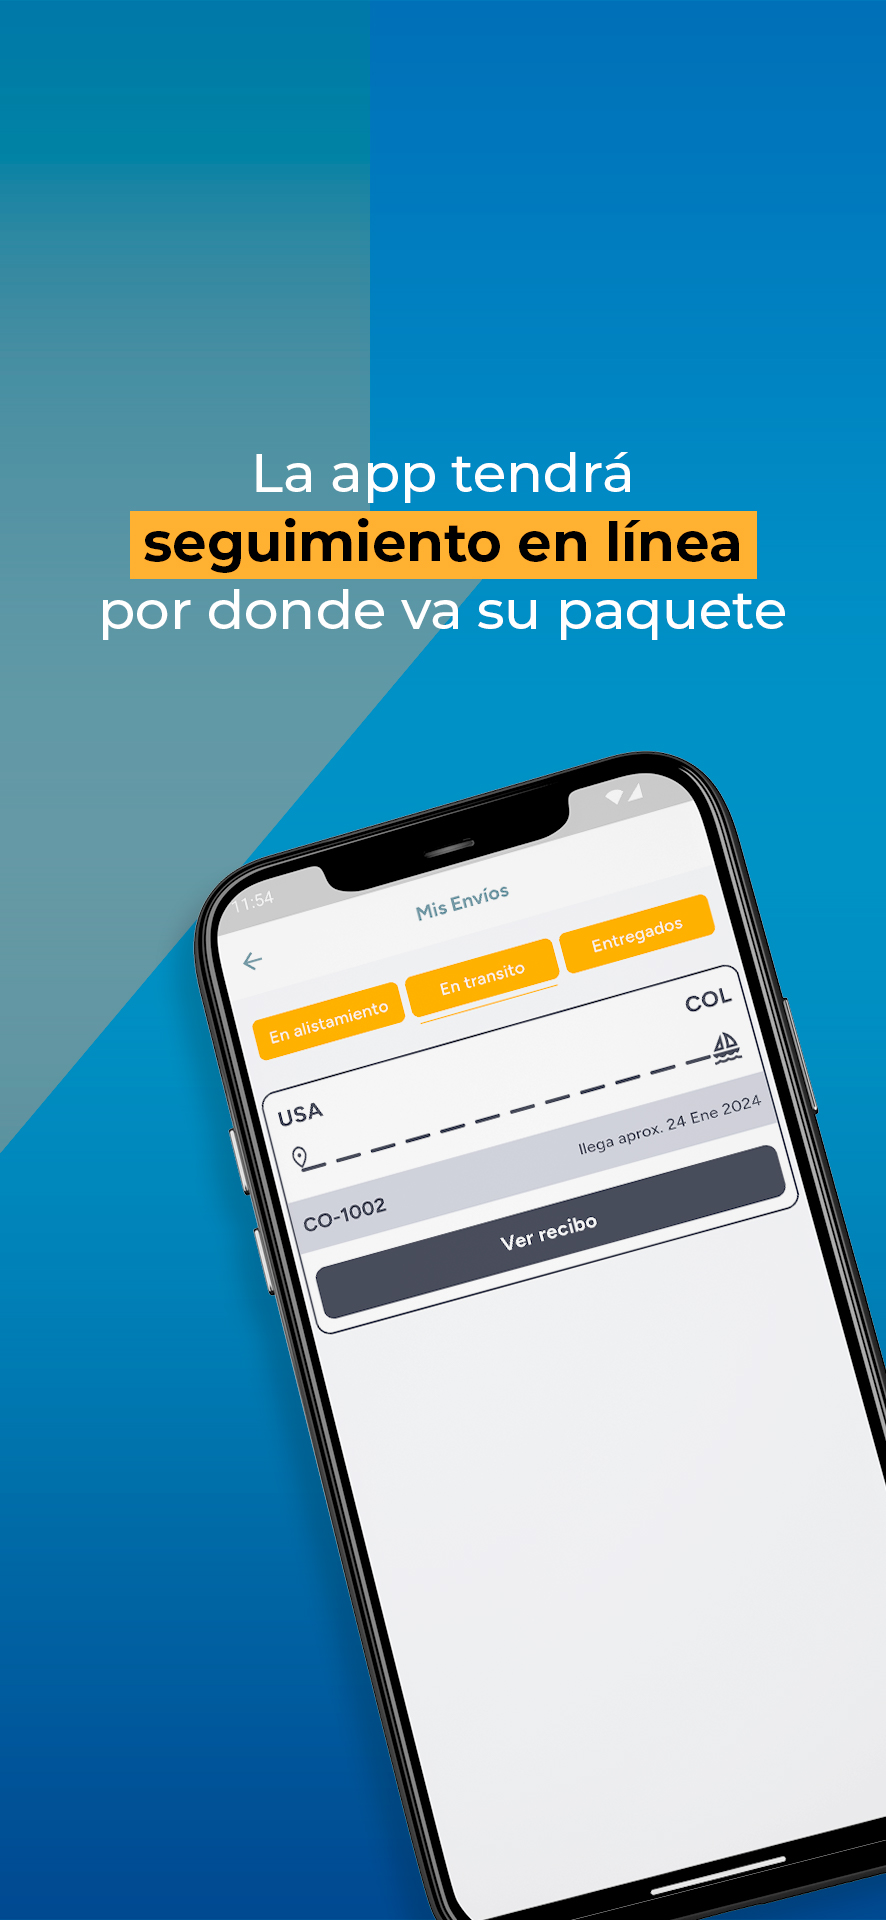 La app tendrá
seguimiento en línea
por donde va su paquete
11:54
Mis Envíos
En alistamiento
En transito
Entregados
USA
COL
CO-1002
llega aprox. 24 Ene 2024
Ver recibo